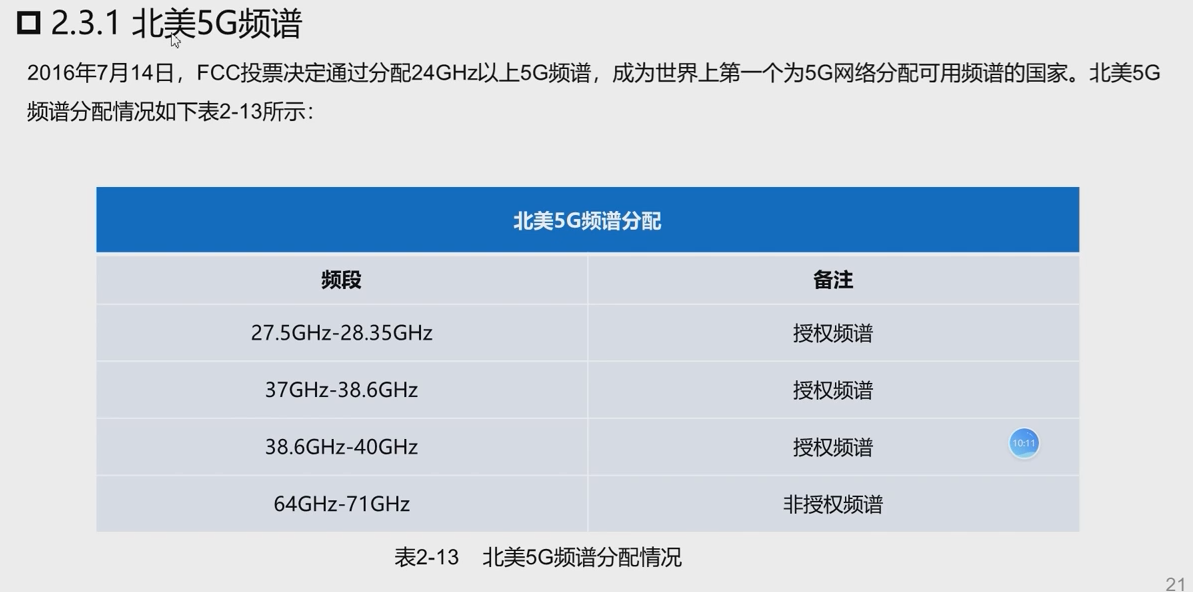 2.3.1 北美5G频谱
2016年7月14日，FCC投票决定通过分配24GHz以上5G频谱，成为世界上第一个为5G网络分配可用频谱的国家。北美5G
频谱分配情况如下表2-13所示：
北美5G频谱分配
频段 备注
27.5GHz-28.35GHz 授权频谱
37GHz-38.6GHz 授权频谱
38.6GHz-40GHz 授权频谱
10:11
64GHz-71GHz 非授权频谱
表2-13 北美5G频谱分配情况
21